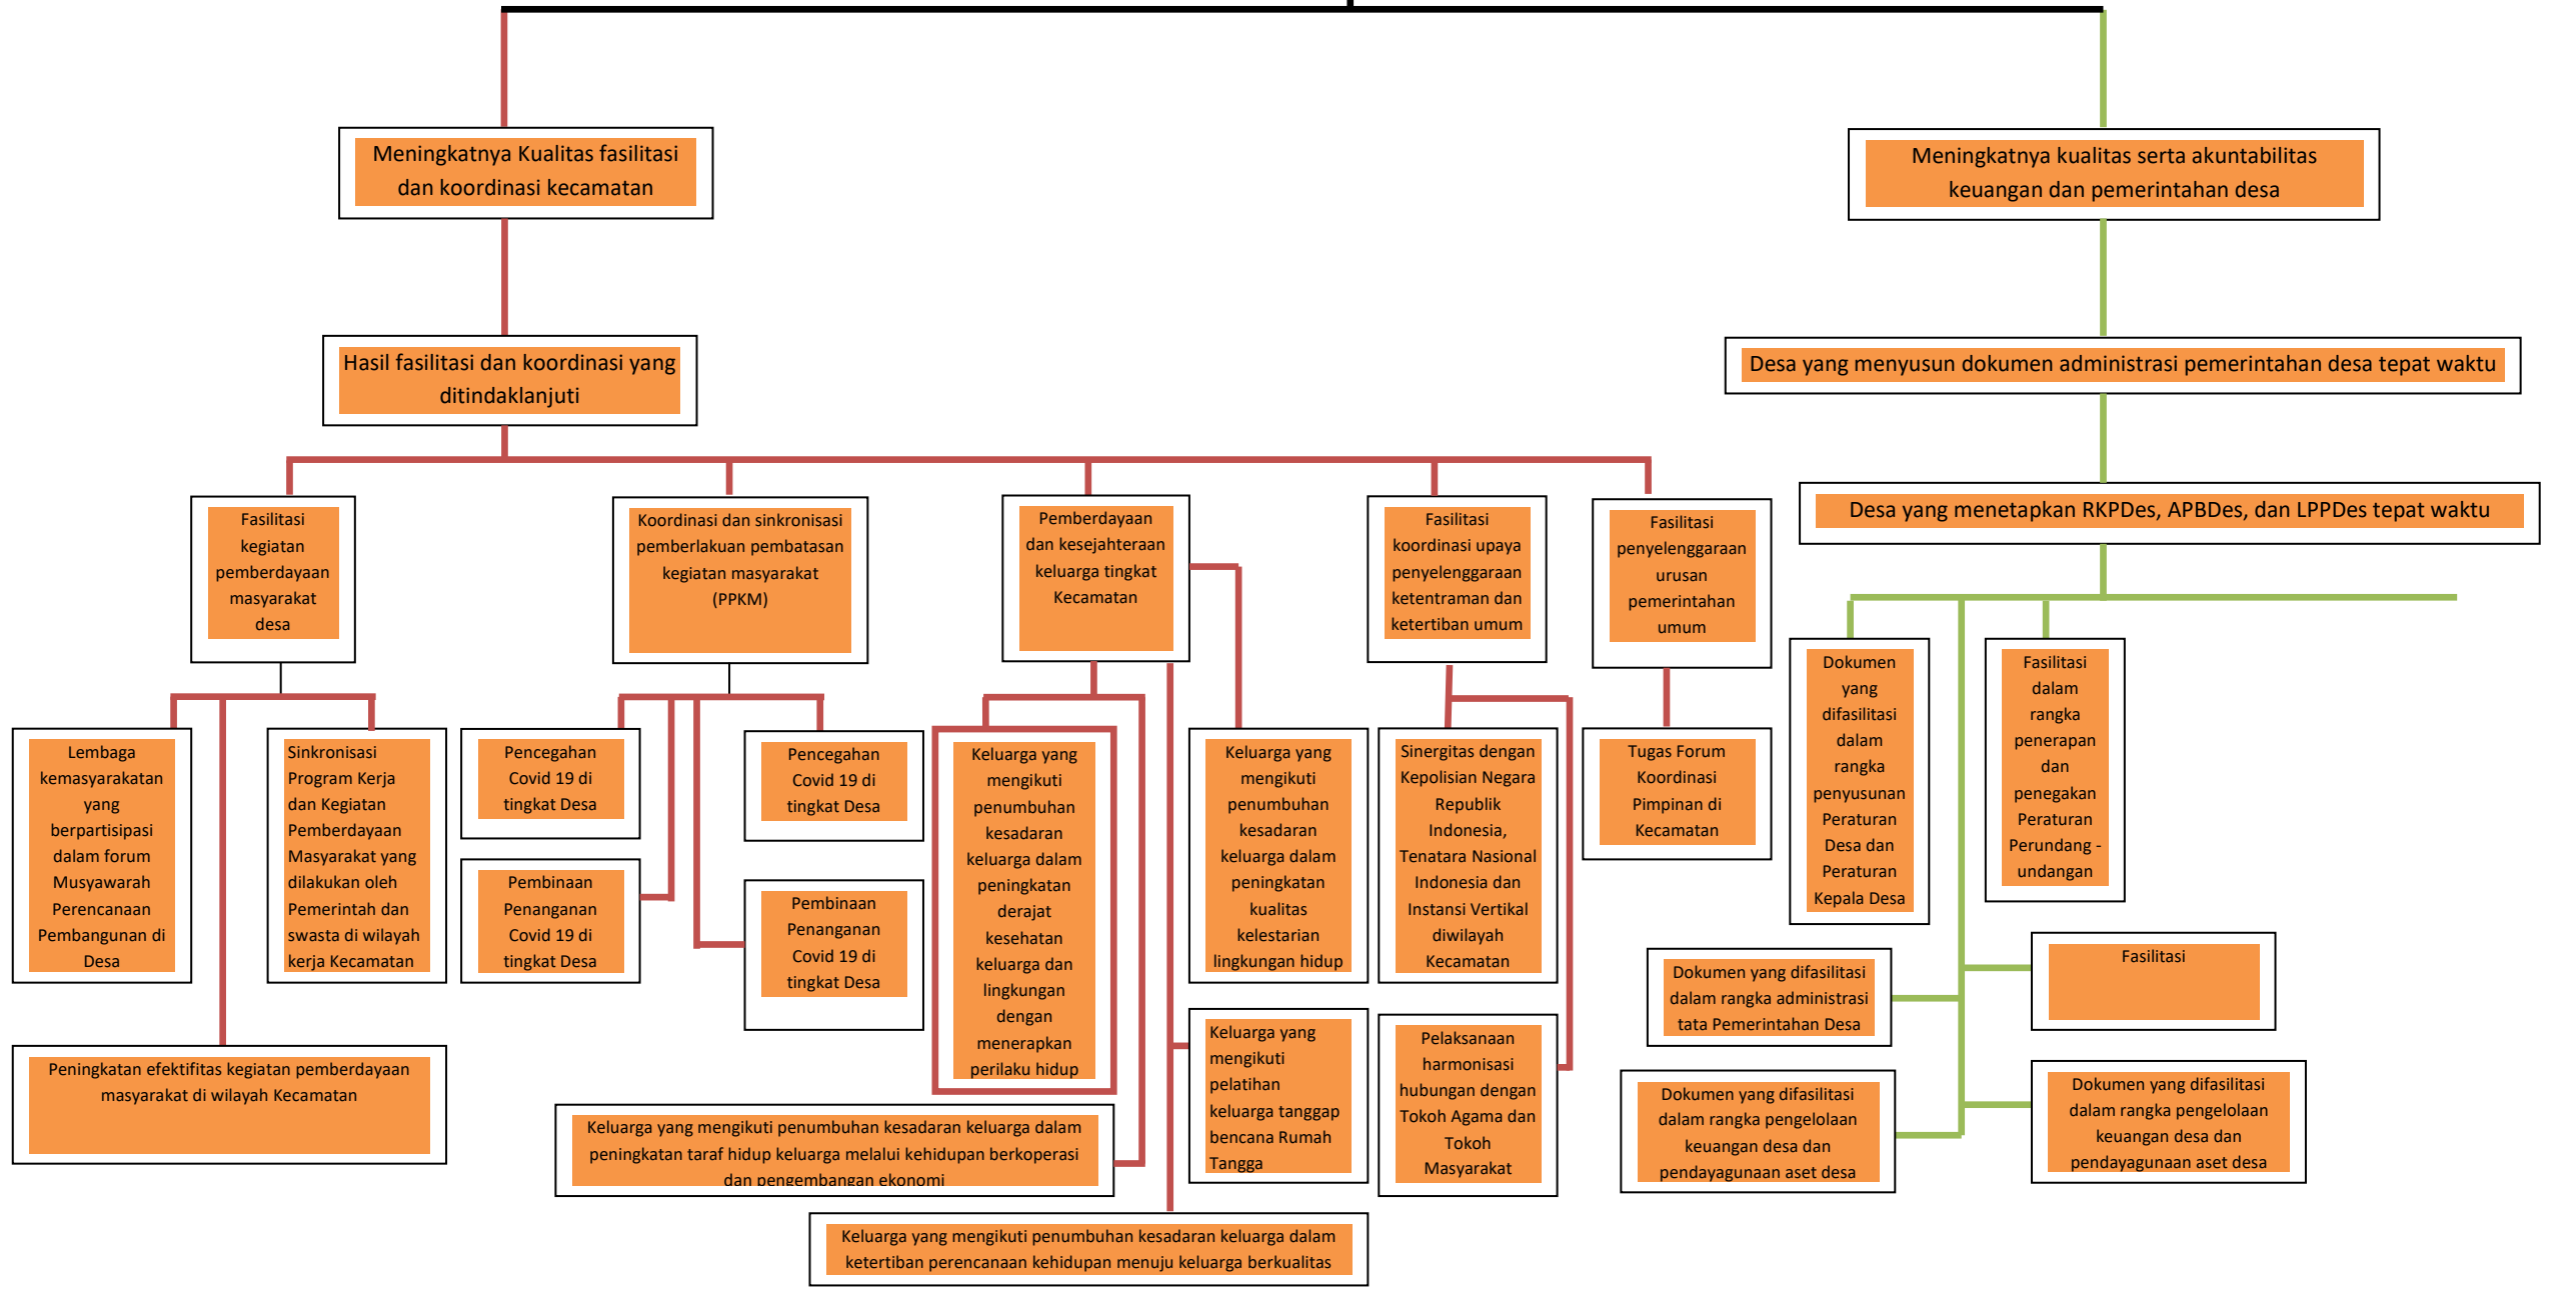 Meningkatnya Kualitas fasilitasi
dan koordinasi kecamatan
Meningkatnya kualitas serta akuntabilitas
keuangan dan pemerintahan desa
Hasil fasilitasi dan koordinasi yang
ditindaklanjuti
Desa yang menyusun dokumen administrasi pemerintahan desa tepat waktu
Desa yang menetapkan RKPDes, APBDes, dan LPPDes tepat waktu
Fasilitasi
kegiatan
pemberdayaan
masyarakat
desa
Koordinasi dan sinkronisasi
pemberlakuan pembatasan
kegiatan masyarakat
(PPKM)
Pemberdayaan
dan kesejahteraan
keluarga tingkat
Kecamatan
Fasilitasi
koordinasi upaya
penyelenggaraan
ketentraman dan
ketertiban umum
Fasilitasi
penyelenggaraan
urusan
pemerintahan
umum
Lembaga
kemasyarakatan
yang
berpartisipasi
dalam forum
Musyawarah
Perencanaan
Pembangunan di
Desa
Sinkronisasi
Program Kerja
dan Kegiatan
Pemberdayaan
Masyarakat yang
dilakukan oleh
Pemerintah dan
swasta di wilayah
kerja Kecamatan
Peningkatan efektifitas kegiatan pemberdayaan
masyarakat di wilayah Kecamatan
Pencegahan
Covid 19 di
tingkat Desa
Pencegahan
Covid 19 di
tingkat Desa
Pembinaan
Penanganan
Covid 19 di
tingkat Desa
Pembinaan
Penanganan
Covid 19 di
tingkat Desa
Keluarga yang
mengikuti
penumbuhan
kesadaran
keluarga dalam
peningkatan
derajat
kesehatan
keluarga dan
lingkungan
dengan
menerapkan
perilaku hidup
Keluarga yang
mengikuti
penumbuhan
kesadaran
keluarga dalam
peningkatan
kualitas
kelestarian
lingkungan hidup
Keluarga yang mengikuti penumbuhan kesadaran keluarga dalam
peningkatan taraf hidup keluarga melalui kehidupan berkoperasi
dan pengembangan ekonomi
Keluarga yang
mengikuti
pelatihan
keluarga tanggap
bencana Rumah
Tangga
Keluarga yang mengikuti penumbuhan kesadaran keluarga dalam
ketertiban perencanaan kehidupan menuju keluarga berkualitas
Sinergitas dengan
Kepolisian Negara
Republik
Indonesia,
Tenatara Nasional
Indonesia dan
Instansi Vertikal
diwilayah
Kecamatan
Pelaksanaan
harmonisasi
hubungan dengan
Tokoh Agama dan
Tokoh
Masyarakat
Tugas Forum
Koordinasi
Pimpinan di
Kecamatan
Dokumen
yang
difasilitasi
dalam
rangka
penyusunan
Peraturan
Desa dan
Peraturan
Kepala Desa
Fasilitasi
dalam
rangka
penerapan
dan
penegakan
Peraturan
Perundang -
undangan
Dokumen yang difasilitasi
dalam rangka administrasi
tata Pemerintahan Desa
Fasilitasi
Dokumen yang difasilitasi
dalam rangka pengelolaan
keuangan desa dan
pendayagunaan aset desa
Dokumen yang difasilitasi
dalam rangka pengelolaan
keuangan desa dan
pendayagunaan aset desa